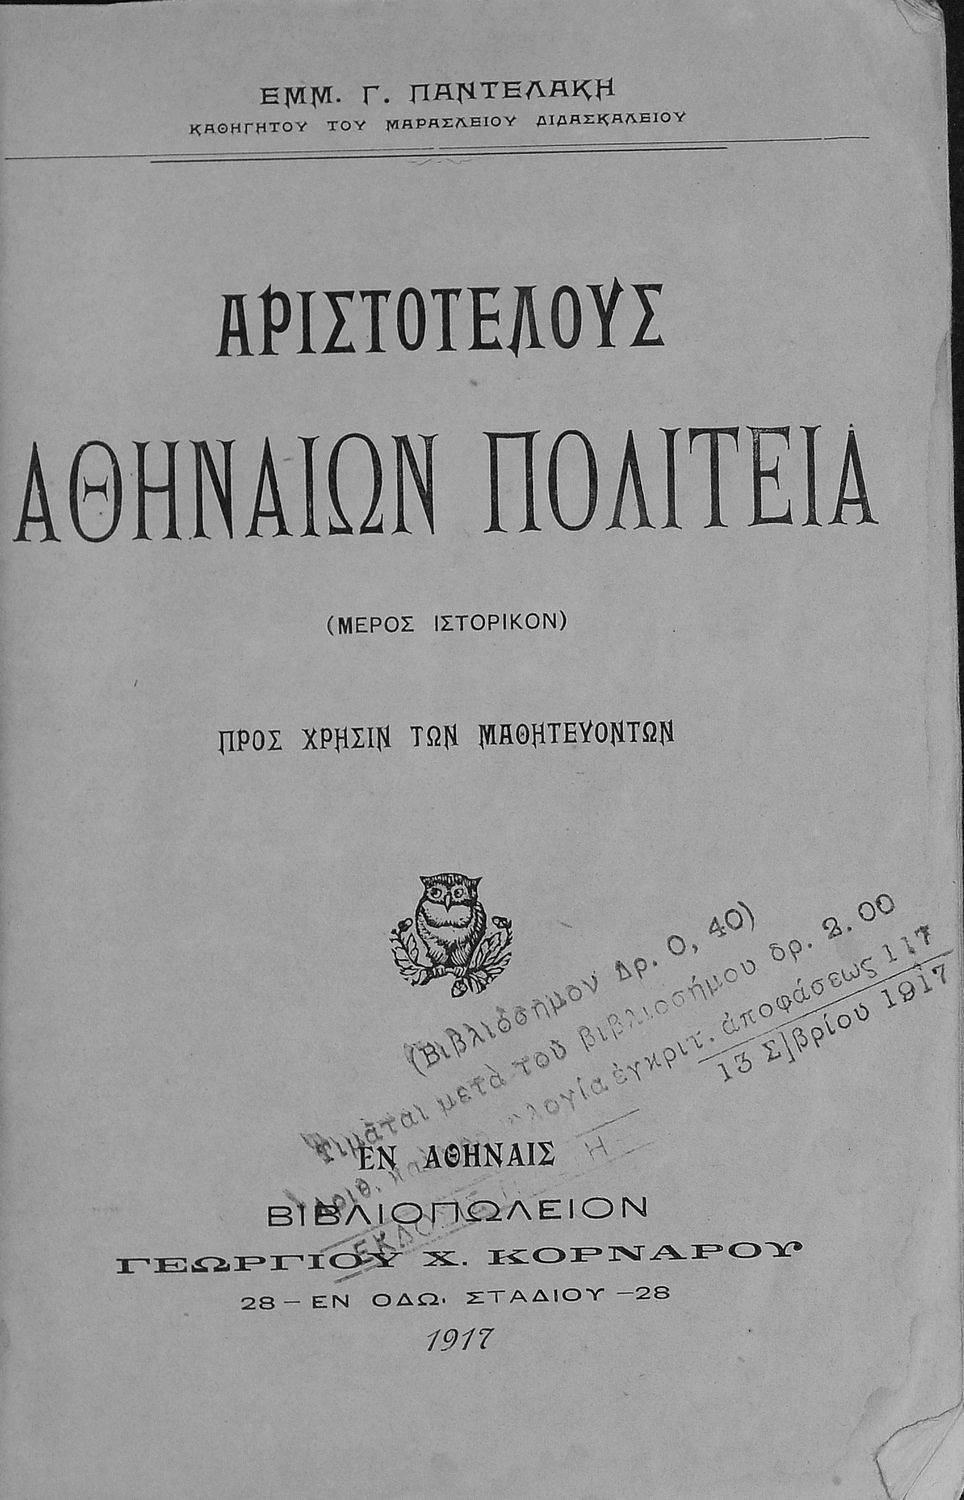 ΕΜΜ. Γ. ΠΑΝΤΕΛΑΚΗ
ΚΑΘΗΓΗΤΟΥ ΤΟΥ ΜΑΡΑΣΛΕΙΟΥ ΔΙΔΑΣΚΑΛΕΙΟΥ
ΑΡΙΣΤΟΤΕΛΟΥΣ
ΑΘΗΝΑΙΩΝ ΠΟΛΙΤΕΙΑ
(ΜΕΡΟΣ ΙΣΤΟΡΙΚΟΝ)
ΠΡΟΣ ΧΡΗΣΙΝ ΤΩΝ ΜΑΘΗΤΕΥΟΝΤΩΝ
(Βιβλιόσημον Δρ. 0, 40)
Τιμᾶται μετὰ τοῦ βιβλιοσήμου δρ. 2.00
ἐγκριτ. ἀποφάσεως 117
13 Σ]βρίου 1917
ΕΝ ΑΘΗΝΑΙΣ
ΒΙΒΛΙΟΠΩΛΕΙΟΝ
ΓΕΩΡΓΙΟΥ Χ. ΚΟΡΝΑΡΟΥ
28 – ΕΝ ΟΔΩ. ΣΤΑΔΙΟΥ – 28
1917